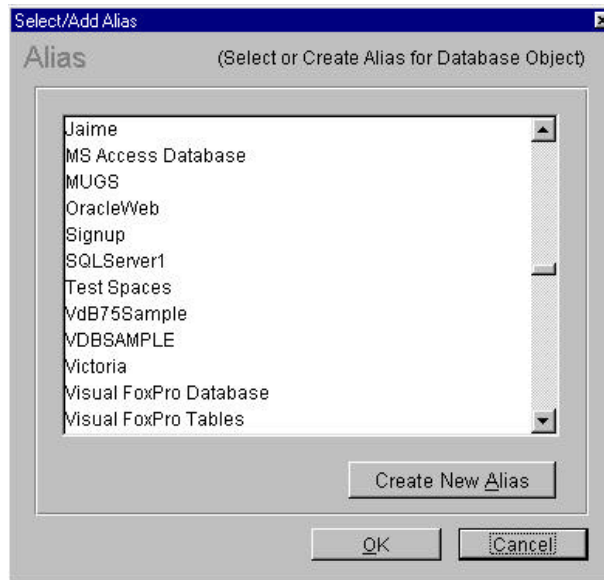 Select/Add Alias
Alias
(Select or Create Alias for Database Object)
Jaime
MS Access Database
MUGS
OracleWeb
Signup
SQLServer1
Test Spaces
VdB75Sample
VDBSAMPLE
Victoria
Visual FoxPro Database
Visual FoxPro Tables
Create New Alias
OK
Cancel